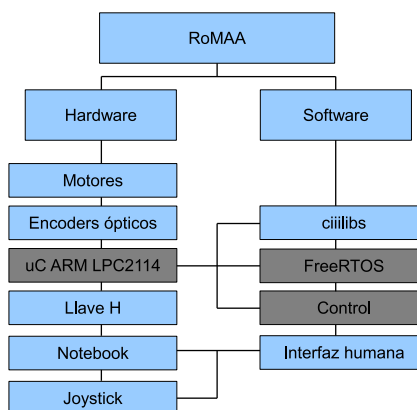 RoMAA
Hardware
Software
Motores
Encoders ópticos
ciiilibs
uC ARM LPC2114
FreeRTOS
Llave H
Control
Notebook
Interfaz humana
Joystick